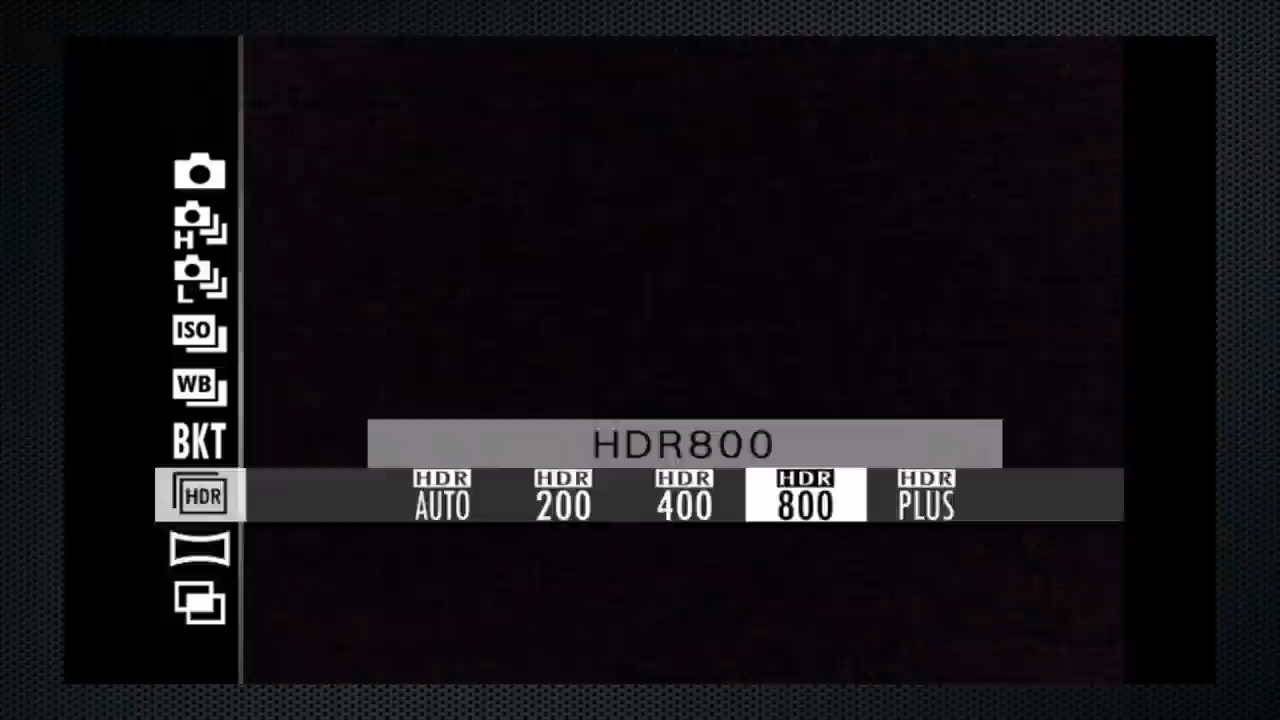 H
L
ISO
WB
BKT
HDR800
HDR
HDR AUTO
HDR 200
HDR 400
HDR 800
HDR PLUS